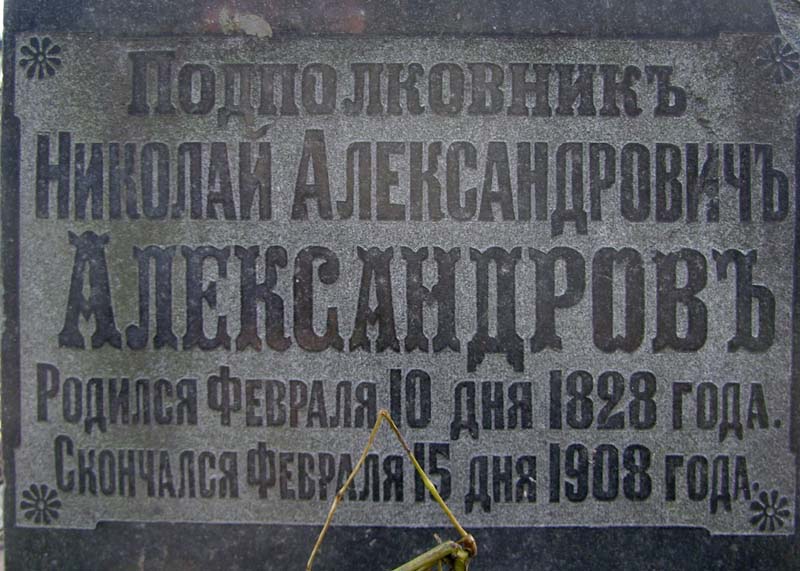 Подполковникъ
Николай Александровичъ
Александровъ
Родился Февраля 10 дня 1828 года.
Скончался Февраля 15 дня 1908 года.